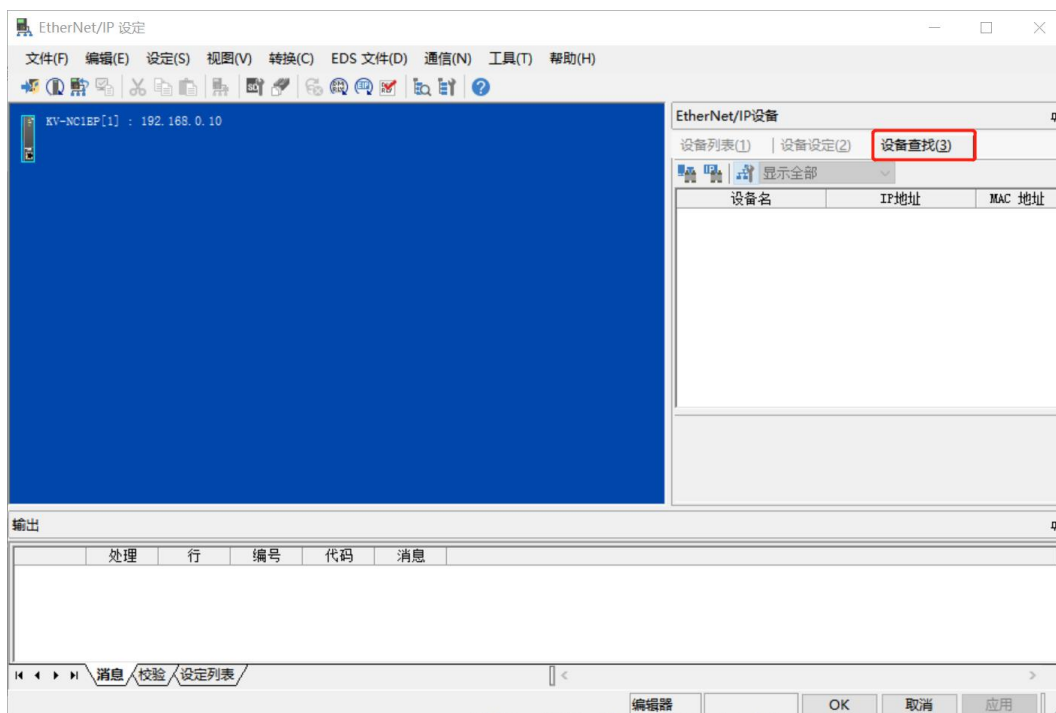 EtherNet/IP 设定
文件(F) 编辑(E) 设定(S) 视图(V) 转换(C) EDS 文件(D) 通信(N) 工具(T) 帮助(H)
KV-NC1EP[1] : 192.168.0.10
EtherNet/IP设备
设备列表(1) 设备设定(2) 设备查找(3)
显示全部
设备名 IP地址 MAC 地址
输出
处理 行 编号 代码 消息
消息 校验 设定列表
编辑器 OK 取消 应用